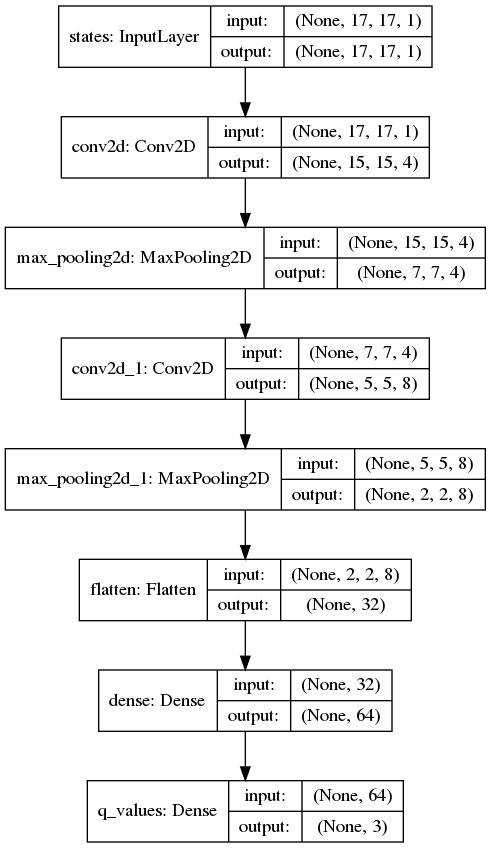 states: InputLayer
input: (None, 17, 17, 1)
output: (None, 17, 17, 1)
conv2d: Conv2D
input: (None, 17, 17, 1)
output: (None, 15, 15, 4)
max_pooling2d: MaxPooling2D
input: (None, 15, 15, 4)
output: (None, 7, 7, 4)
conv2d_1: Conv2D
input: (None, 7, 7, 4)
output: (None, 5, 5, 8)
max_pooling2d_1: MaxPooling2D
input: (None, 5, 5, 8)
output: (None, 2, 2, 8)
flatten: Flatten
input: (None, 2, 2, 8)
output: (None, 32)
dense: Dense
input: (None, 32)
output: (None, 64)
q_values: Dense
input: (None, 64)
output: (None, 3)